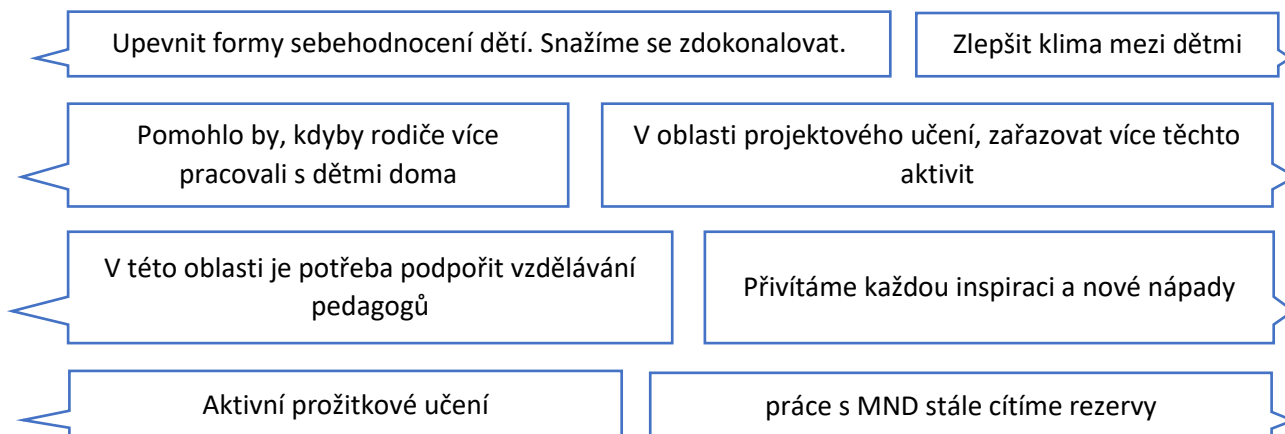 Upevnit formy sebehodnocení dětí. Snažíme se zdokonalovat.
Zlepšit klima mezi dětmi
Pomohlo by, kdyby rodiče více
pracovali s dětmi doma
V oblasti projektového učení, zařazovat více těchto
aktivit
V této oblasti je potřeba podpořit vzdělávání
pedagogů
Přivítáme každou inspiraci a nové nápady
Aktivní prožitkové učení
práce s MND stále cítíme rezervy